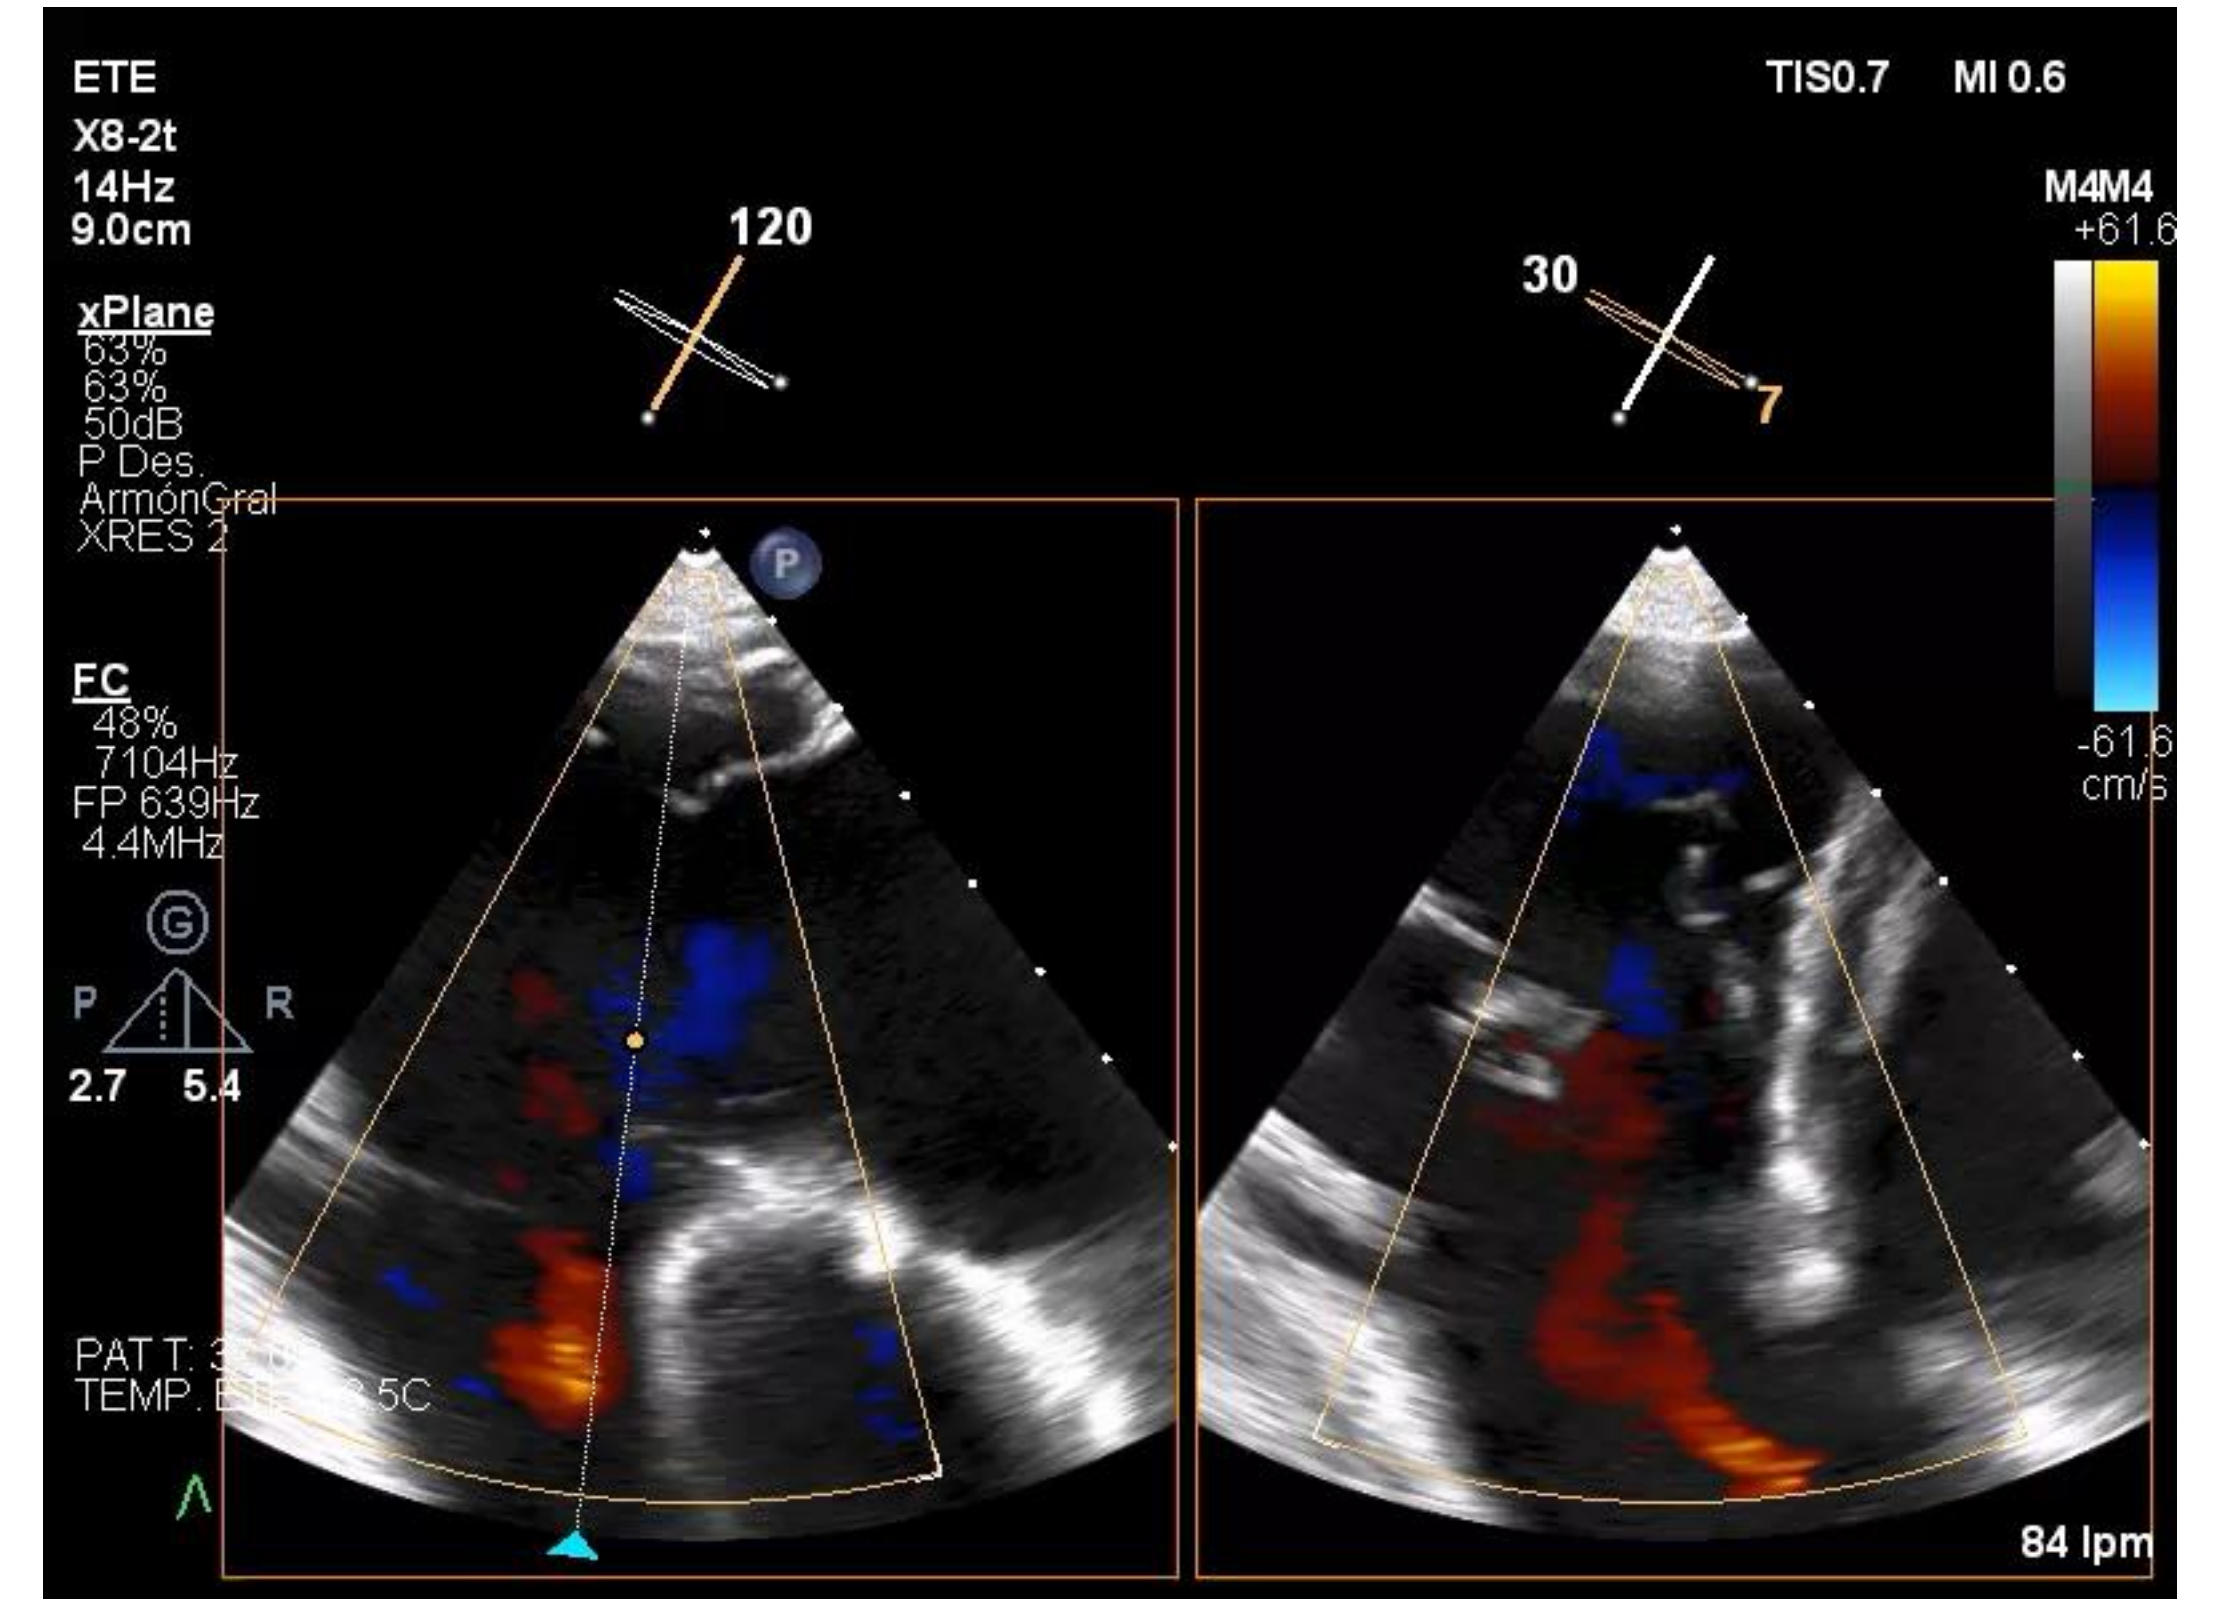 ETE
TIS0.7 MI 0.6
X8-2t
14Hz
9.0cm
M4M4
+61.6
120
30
7
xPlane
63%
63%
50dB
P Des.
ArmónGral
XRES 2
P
FC
48%
7104Hz
FP 639Hz
4.4MHz
-61.6
cm/s
G
P R
2.7 5.4
PAT T:
TEMP.
84 lpm